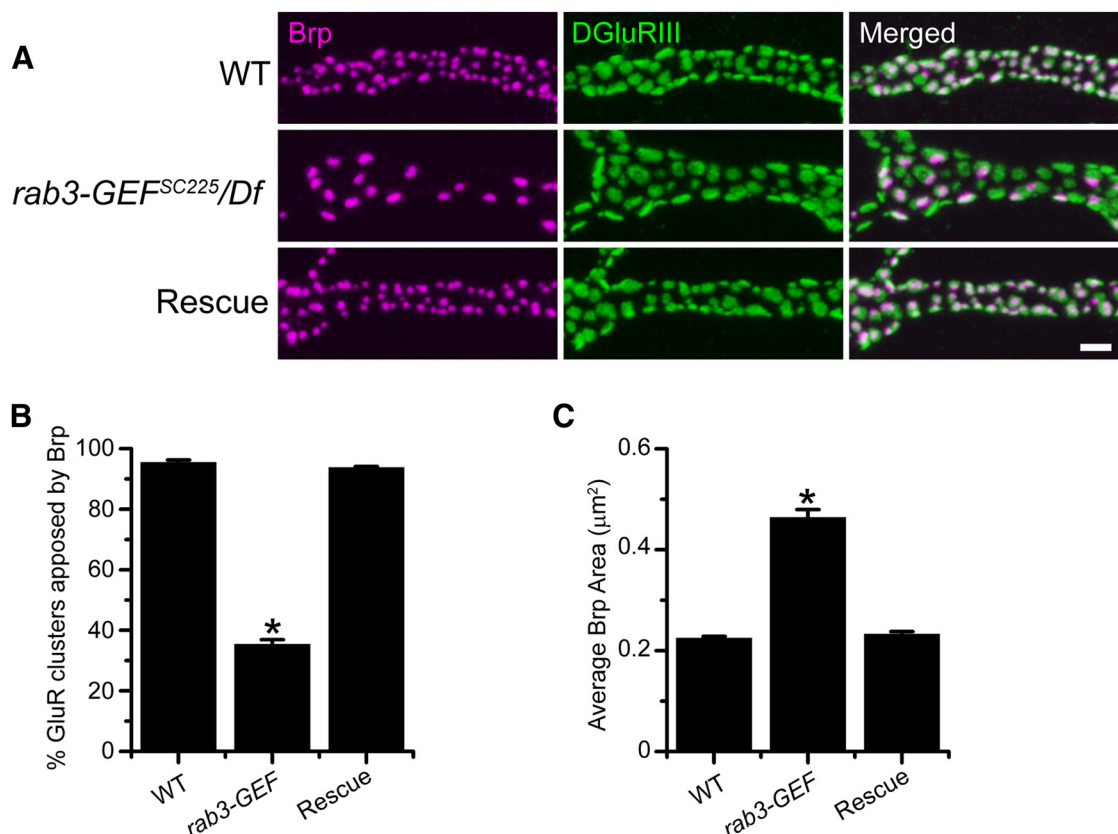 A
Brp
DGluRIII
Merged
WT
rab3-GEF^SC225/Df
Rescue
B
% GluR clusters apposed by Brp
100
80
60
40
20
0
*
WT
rab3-GEF
Rescue
C
Average Brp Area (μm²)
0.6
0.4
0.2
0
*
WT
rab3-GEF
Rescue